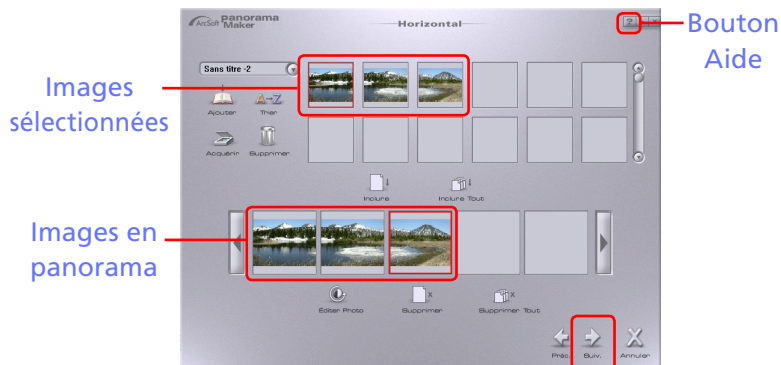 ArcSoft Panorama Maker
Horizontal
?
Bouton Aide
Sans titre -2
Images sélectionnées
Ajouter
A→Z
Trier
Acquérir
Supprimer
Inclure
Inclure Tout
Images en panorama
Éditer Photo
Supprimer
Supprimer Tout
Préc.
Suiv.
Annuler